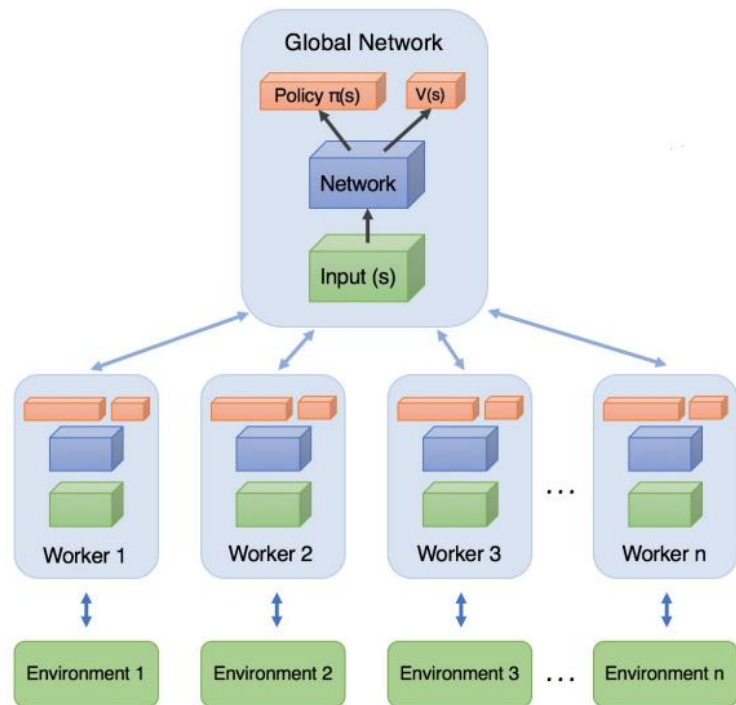 Global Network
Policy π(s)
V(s)
Network
Input (s)
Worker 1
Worker 2
Worker 3
...
Worker n
Environment 1
Environment 2
Environment 3
...
Environment n